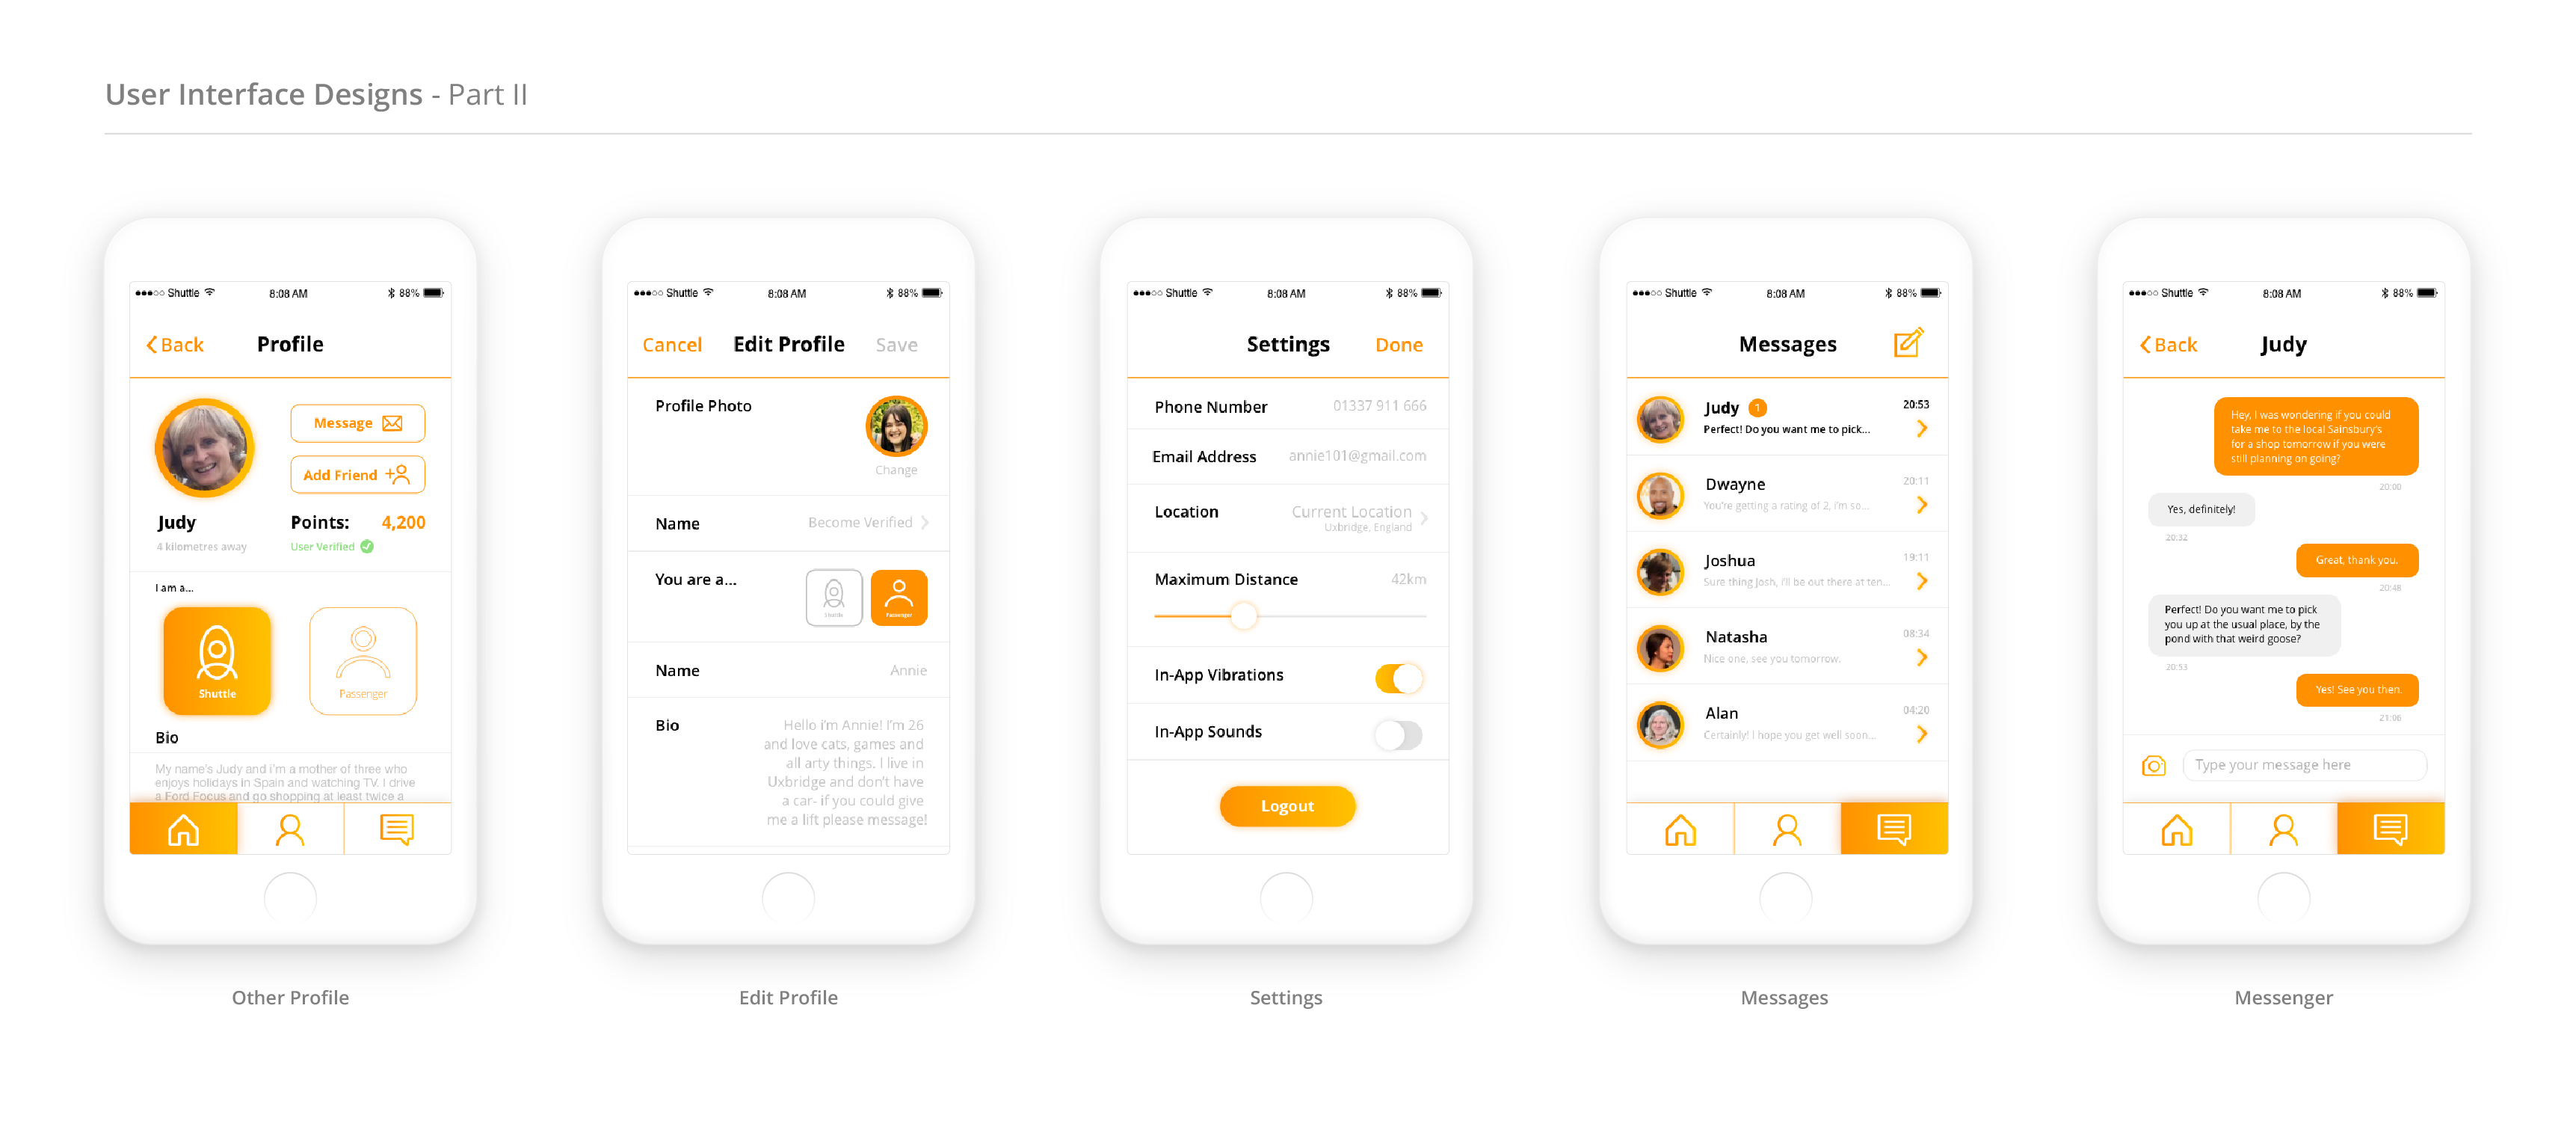 User Interface Designs - Part II
Shuttle 8:08 AM 88%
Back Profile
Message
Add Friend
Judy Points: 4,200
4 kilometres away User Verified
I am a...
Shuttle Passenger
Bio
My name's Judy and i'm a mother of three who
enjoys holidays in Spain and watching TV. I drive
a Ford Focus and go shopping at least twice a
Other Profile
Shuttle 8:08 AM 88%
Cancel Edit Profile Save
Profile Photo
Change
Name Become Verified
You are a...
Shuttle Passenger
Name Annie
Bio Hello i'm Annie! I'm 26
and love cats, games and
all arty things. I live in
Uxbridge and don't have
a car- if you could give
me a lift please message!
Edit Profile
Shuttle 8:08 AM 88%
Settings Done
Phone Number 01337 911 666
Email Address annie101@gmail.com
Location Current Location
Uxbridge, England
Maximum Distance 42km
In-App Vibrations
In-App Sounds
Logout
Settings
Shuttle 8:08 AM 88%
Messages
Judy 1 20:53
Perfect! Do you want me to pick...
Dwayne 20:11
You're getting a rating of 2, i'm so...
Joshua 19:11
Sure thing Josh, i'll be out there at ten...
Natasha 08:34
Nice one, see you tomorrow.
Alan 04:20
Certainly! I hope you get well soon...
Messages
Shuttle 8:08 AM 88%
Back Judy
Hey, I was wondering if you could
take me to the local Sainsbury's
for a shop tomorrow if you were
still planning on going?
20:00
Yes, definitely!
20:32
Great, thank you.
20:48
Perfect! Do you want me to pick
you up at the usual place, by the
pond with that weird goose?
20:53
Yes! See you then.
21:06
Type your message here
Messenger